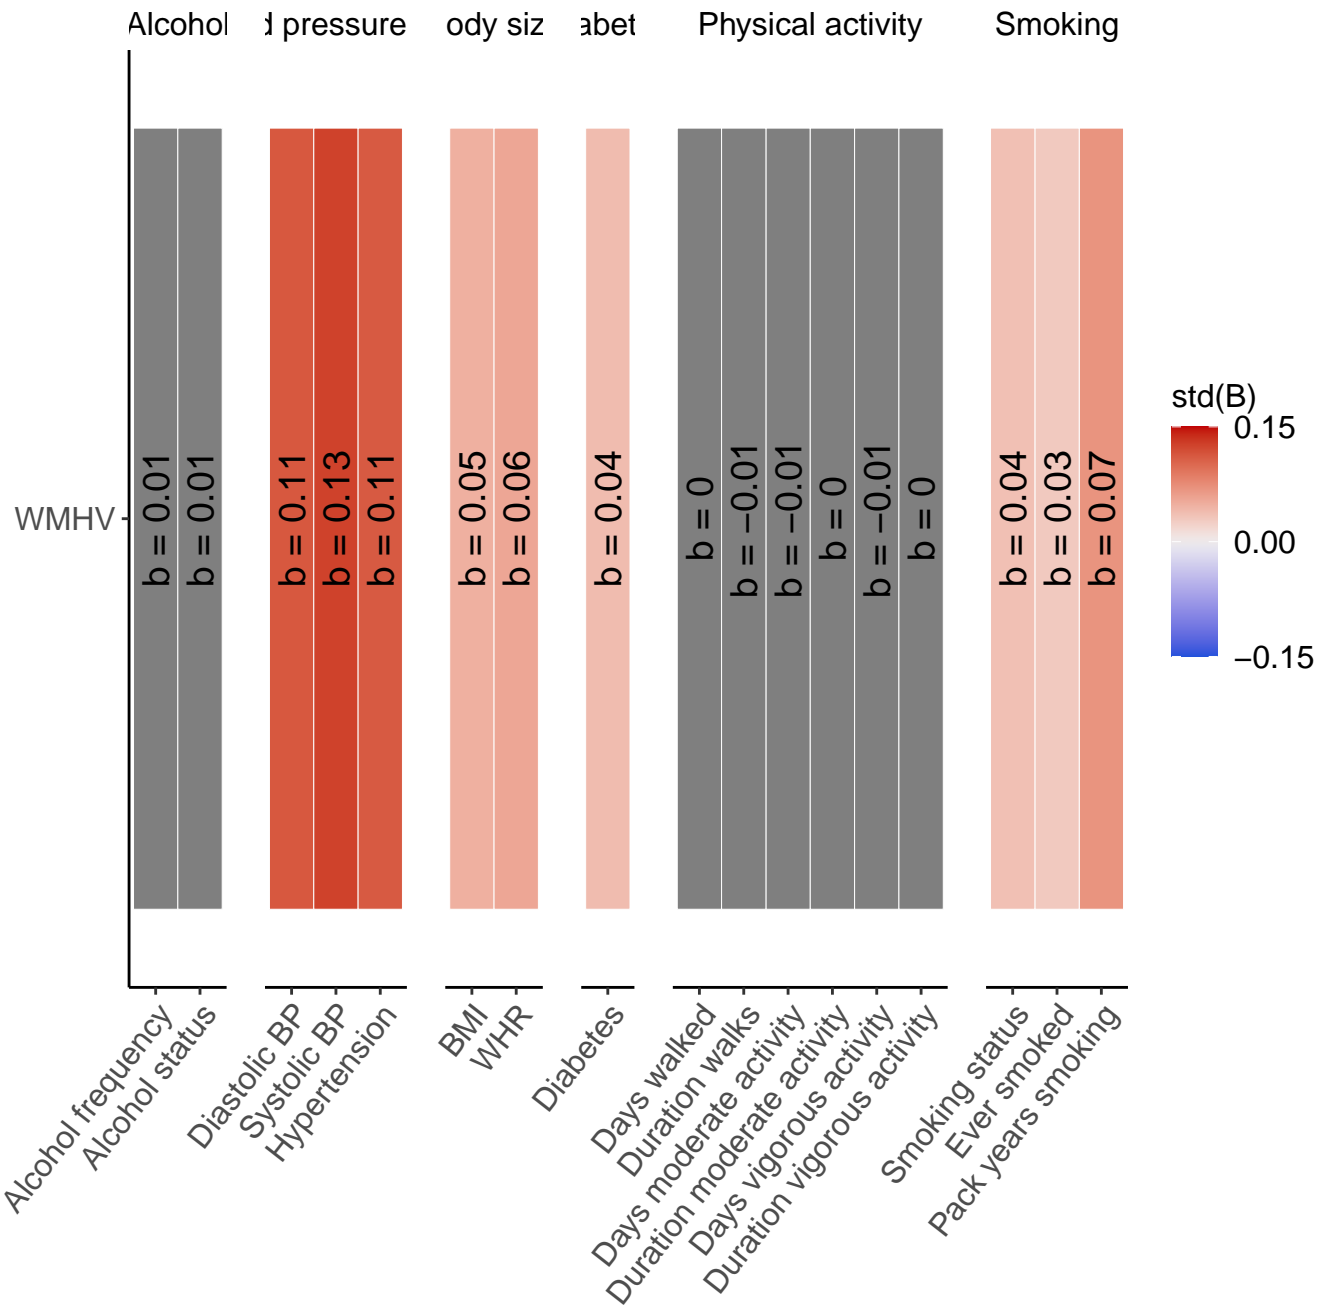 Alcohol
d pressure
ody siz
abet
Physical activity
Smoking
WMHV
b = 0.01
b = 0.01
b = 0.11
b = 0.13
b = 0.11
b = 0.05
b = 0.06
b = 0.04
b = 0
b = −0.01
b = −0.01
b = 0
b = −0.01
b = 0
b = 0.04
b = 0.03
b = 0.07
std(B)
0.15
0.00
−0.15
Alcohol frequency
Alcohol status
Diastolic BP
Systolic BP
Hypertension
BMI
WHR
Diabetes
Days walked
Duration walks
Days moderate activity
Duration moderate activity
Days vigorous activity
Duration vigorous activity
Smoking status
Ever smoked
Pack years smoking